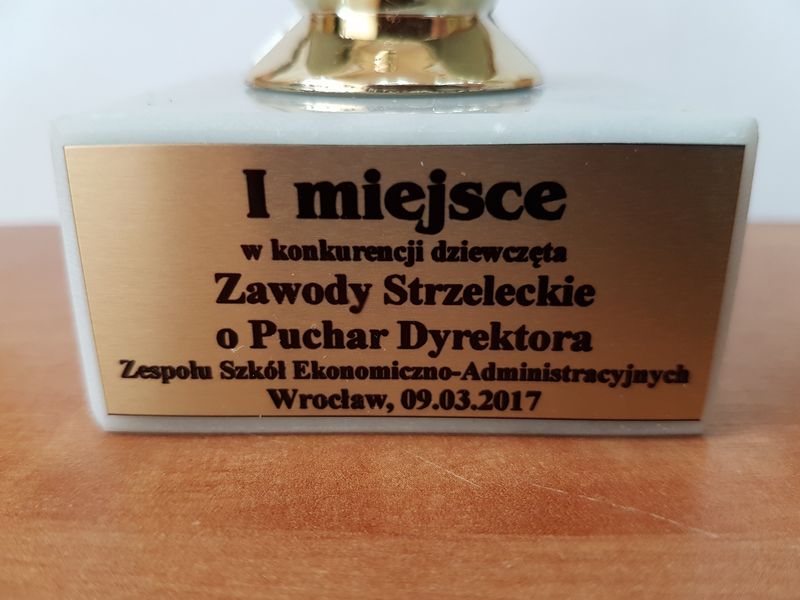 I miejsce
w konkurencji dziewczęta
Zawody Strzeleckie
o Puchar Dyrektora
Zespołu Szkół Ekonomiczno-Administracyjnych
Wrocław, 09.03.2017